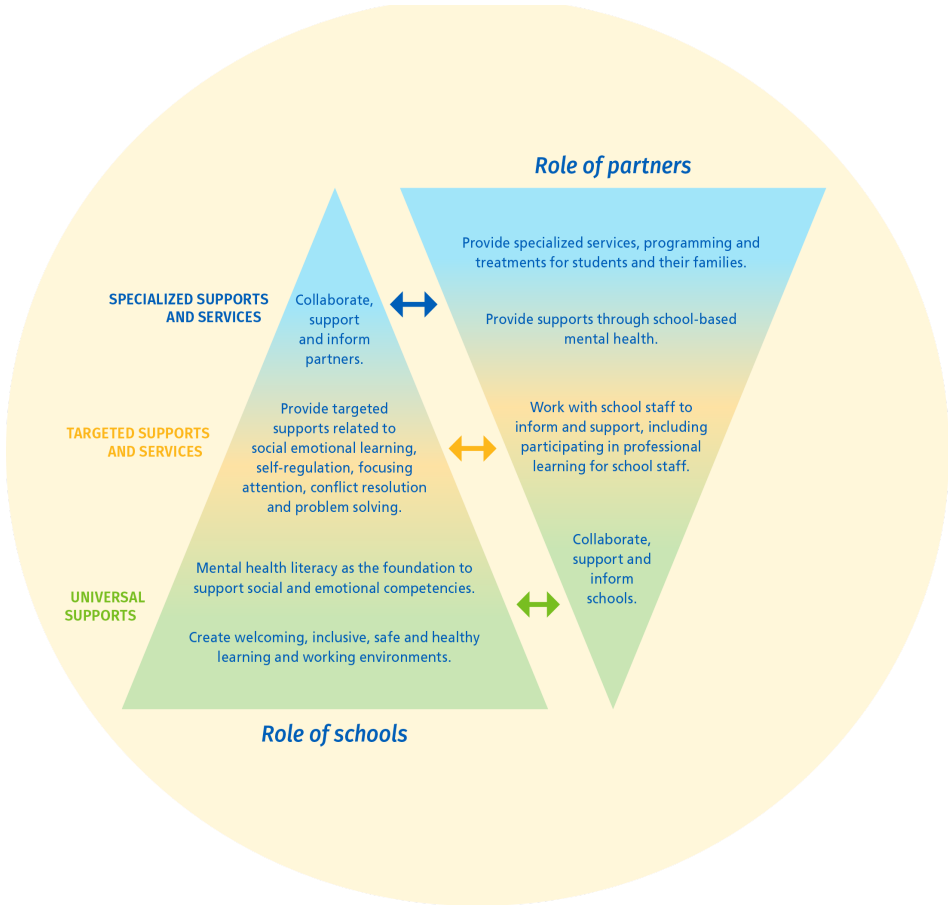 Role of partners
Provide specialized services, programming and
treatments for students and their families.
SPECIALIZED SUPPORTS
AND SERVICES
Collaborate,
support
and inform
partners.
Provide supports through school-based
mental health.
TARGETED SUPPORTS
AND SERVICES
Provide targeted
supports related to
social emotional learning,
self-regulation, focusing
attention, conflict resolution
and problem solving.
Work with school staff to
inform and support, including
participating in professional
learning for school staff.
UNIVERSAL
SUPPORTS
Mental health literacy as the foundation to
support social and emotional competencies.
Create welcoming, inclusive, safe and healthy
learning and working environments.
Collaborate,
support and
inform
schools.
Role of schools